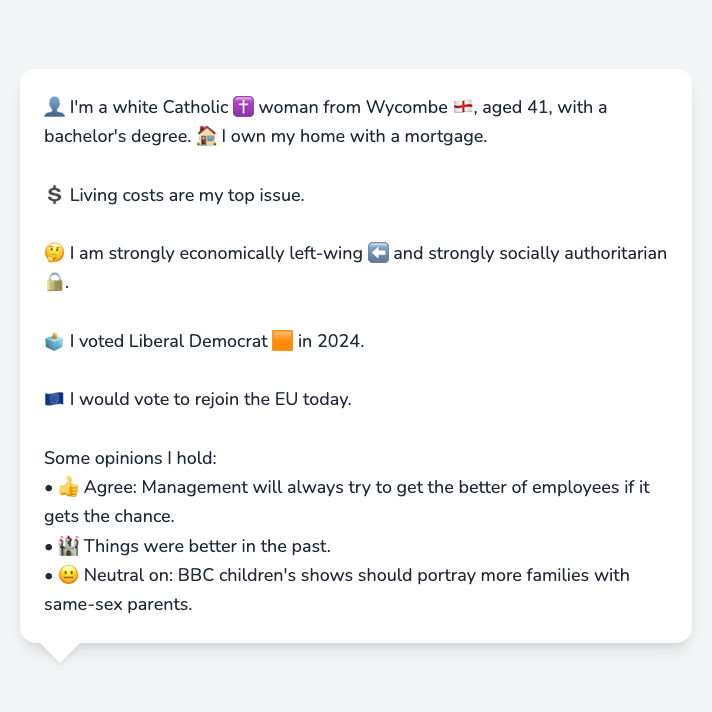 👤 I'm a white Catholic ✝️ woman from Wycombe 🏴󠁧󠁢󠁥󠁮󠁧󠁿, aged 41, with a
bachelor's degree. 🏠 I own my home with a mortgage.
💲 Living costs are my top issue.
🤔 I am strongly economically left-wing ⬅️ and strongly socially authoritarian
🔒.
🗳️ I voted Liberal Democrat 🟧 in 2024.
🇪🇺 I would vote to rejoin the EU today.
Some opinions I hold:
• 👍 Agree: Management will always try to get the better of employees if it
gets the chance.
• 🏰 Things were better in the past.
• 😐 Neutral on: BBC children's shows should portray more families with
same-sex parents.